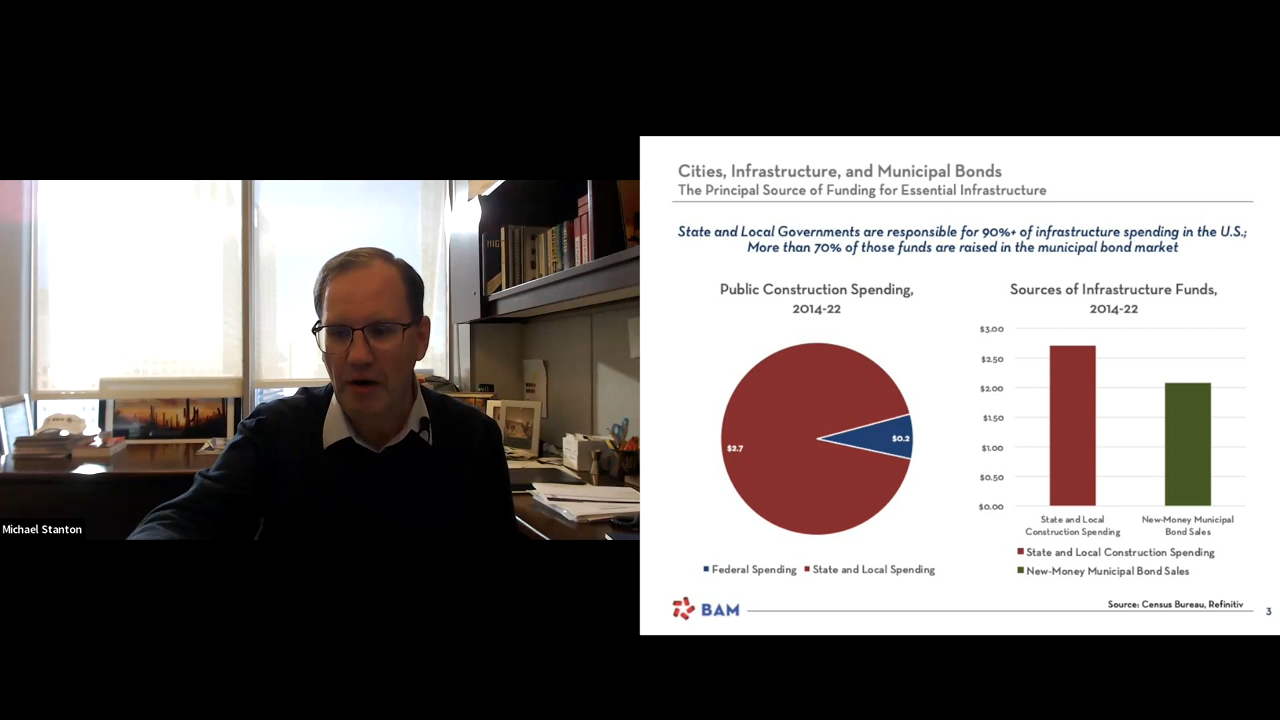 Michael Stanton
Cities, Infrastructure, and Municipal Bonds
The Principal Source of Funding for Essential Infrastructure
State and Local Governments are responsible for 90%+ of infrastructure spending in the U.S.;
More than 70% of those funds are raised in the municipal bond market
Public Construction Spending,
2014-22
$2.7
$0.2
Federal Spending
State and Local Spending
Sources of Infrastructure Funds,
2014-22
$3.00
$2.50
$2.00
$1.50
$1.00
$0.50
$0.00
State and Local
Construction Spending
New-Money Municipal
Bond Sales
State and Local Construction Spending
New-Money Municipal Bond Sales
Source: Census Bureau, Refinitiv
BAM
3